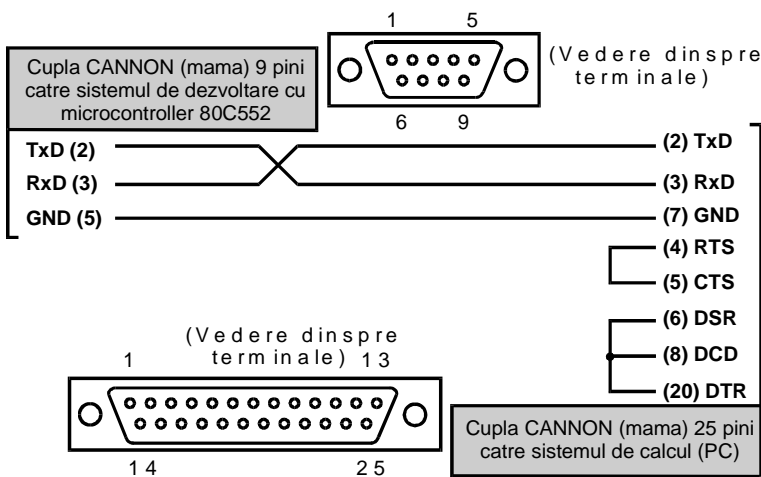 1 5
(Vedere dinspre
terminale)
Cupla CANNON (mama) 9 pini
catre sistemul de dezvoltare cu
microcontroller 80C552
6 9
TxD (2)
(2) TxD
RxD (3)
(3) RxD
GND (5)
(7) GND
(4) RTS
(5) CTS
(6) DSR
(8) DCD
(20) DTR
(Vedere dinspre
1 terminale) 13
14 25
Cupla CANNON (mama) 25 pini
catre sistemul de calcul (PC)